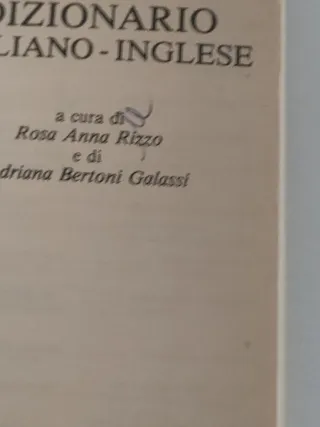 DIZIONARIO
LIANO - INGLESE
a cura di
Rosa Anna Rizzo
e di
driana Bertoni Galassi